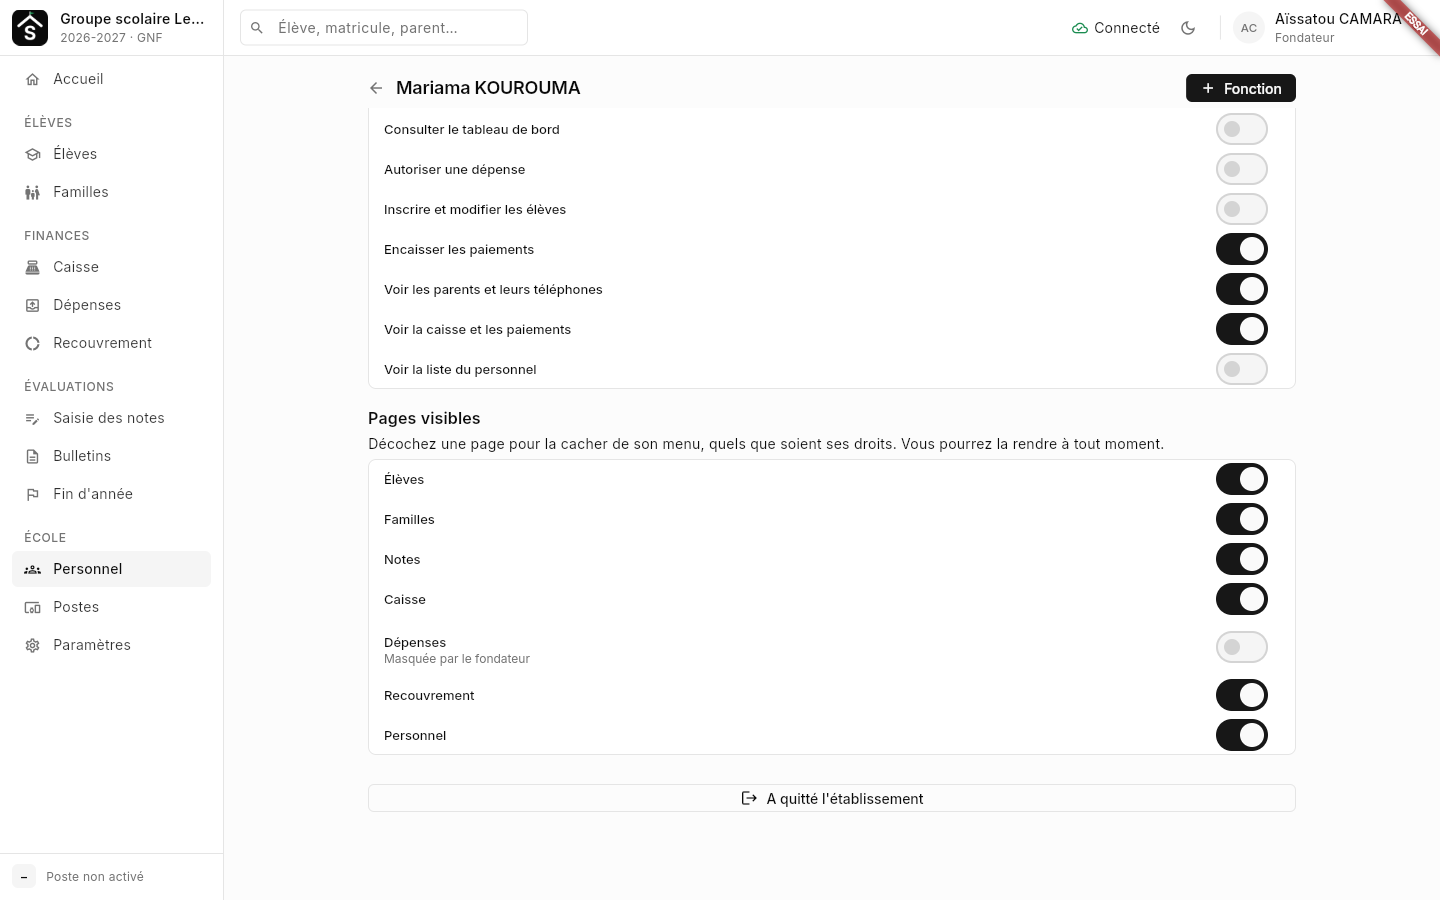 Groupe scolaire Le...
2026-2027 · GNF
Élève, matricule, parent...
Connecté
AC
Aïssatou CAMARA
Fondateur
ESSAI
Accueil
ÉLÈVES
Élèves
Familles
FINANCES
Caisse
Dépenses
Recouvrement
ÉVALUATIONS
Saisie des notes
Bulletins
Fin d'année
ÉCOLE
Personnel
Postes
Paramètres
– Poste non activé
Mariama KOUROUMA
+ Fonction
Consulter le tableau de bord
Autoriser une dépense
Inscrire et modifier les élèves
Encaisser les paiements
Voir les parents et leurs téléphones
Voir la caisse et les paiements
Voir la liste du personnel
Pages visibles
Décochez une page pour la cacher de son menu, quels que soient ses droits. Vous pourrez la rendre à tout moment.
Élèves
Familles
Notes
Caisse
Dépenses
Masquée par le fondateur
Recouvrement
Personnel
A quitté l'établissement